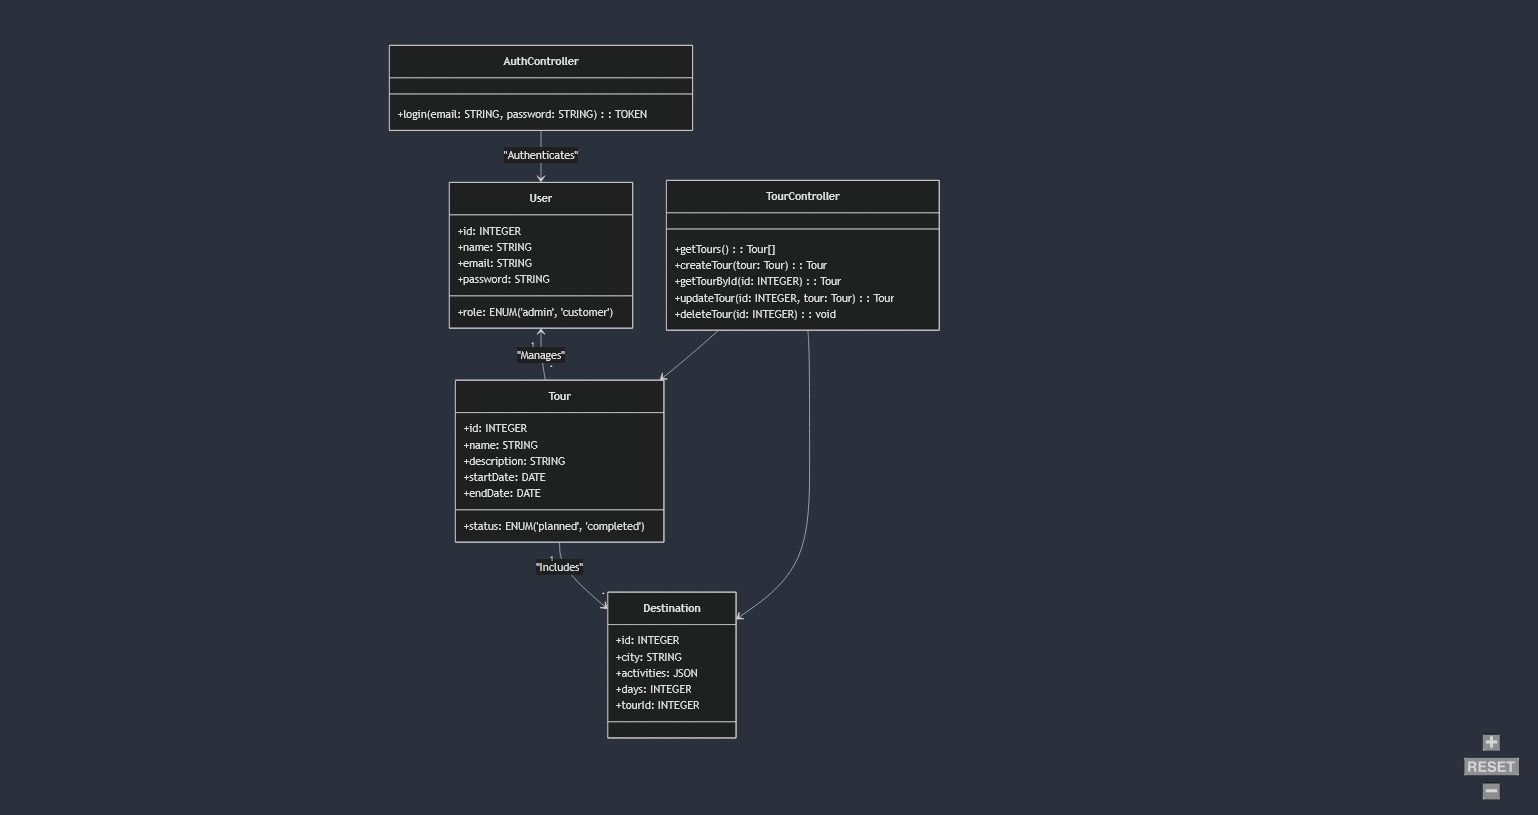 AuthController
+login(email: STRING, password: STRING) : : TOKEN
"Authenticates"
User
+id: INTEGER
+name: STRING
+email: STRING
+password: STRING
+role: ENUM('admin', 'customer')
TourController
+getTours() : : Tour[]
+createTour(tour: Tour) : : Tour
+getTourById(id: INTEGER) : : Tour
+updateTour(id: INTEGER, tour: Tour) : : Tour
+deleteTour(id: INTEGER) : : void
1
"Manages"
*
Tour
+id: INTEGER
+name: STRING
+description: STRING
+startDate: DATE
+endDate: DATE
+status: ENUM('planned', 'completed')
1
"Includes"
*
Destination
+id: INTEGER
+city: STRING
+activities: JSON
+days: INTEGER
+tourId: INTEGER
+
RESET
−